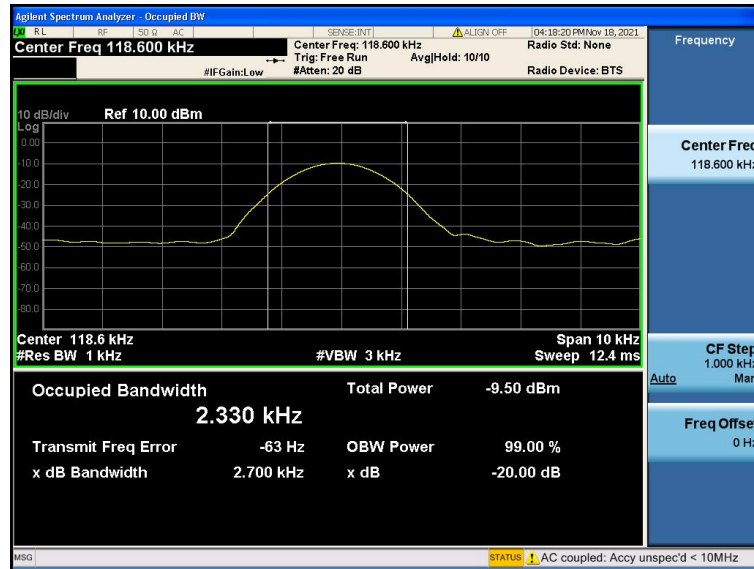 Agilent Spectrum Analyzer - Occupied BW
LXI RL RF 50 Ω AC SENSE:INT ALIGN OFF 04:18:20 PM Nov 18, 2021
Center Freq 118.600 kHz
Center Freq: 118.600 kHz Radio Std: None
Trig: Free Run Avg|Hold: 10/10
#IFGain:Low #Atten: 20 dB Radio Device: BTS
10 dB/div Ref 10.00 dBm
Log
0.00
-10.0
-20.0
-30.0
-40.0
-50.0
-60.0
-70.0
-80.0
Center 118.6 kHz Span 10 kHz
#Res BW 1 kHz #VBW 3 kHz Sweep 12.4 ms
Occupied Bandwidth Total Power -9.50 dBm
2.330 kHz
Transmit Freq Error -63 Hz OBW Power 99.00 %
x dB Bandwidth 2.700 kHz x dB -20.00 dB
MSG STATUS AC coupled: Accy unspec'd < 10MHz
Frequency
Center Freq
118.600 kHz
CF Step
1.000 kHz
Auto Man
Freq Offset
0 Hz